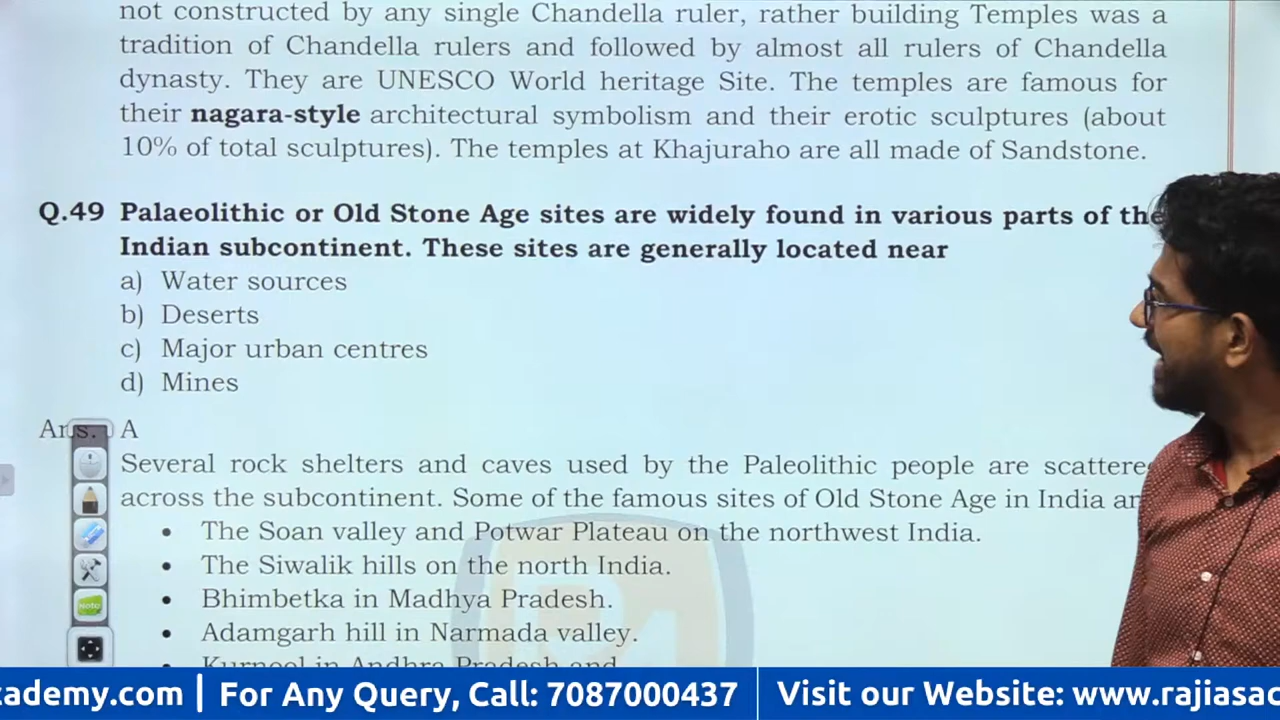 not constructed by any single Chandella ruler, rather building Temples was a
tradition of Chandella rulers and followed by almost all rulers of Chandella
dynasty. They are UNESCO World heritage Site. The temples are famous for
their nagara-style architectural symbolism and their erotic sculptures (about
10% of total sculptures). The temples at Khajuraho are all made of Sandstone.
Q.49 Palaeolithic or Old Stone Age sites are widely found in various parts of the
Indian subcontinent. These sites are generally located near
a) Water sources
b) Deserts
c) Major urban centres
d) Mines
Ans. A
Several rock shelters and caves used by the Paleolithic people are scattere
across the subcontinent. Some of the famous sites of Old Stone Age in India ar
• The Soan valley and Potwar Plateau on the northwest India.
• The Siwalik hills on the north India.
• Bhimbetka in Madhya Pradesh.
• Adamgarh hill in Narmada valley.
• Kurnool in Andhra Pradesh and
Note
cademy.com | For Any Query, Call: 7087000437
Visit our Website: www.rajiasac